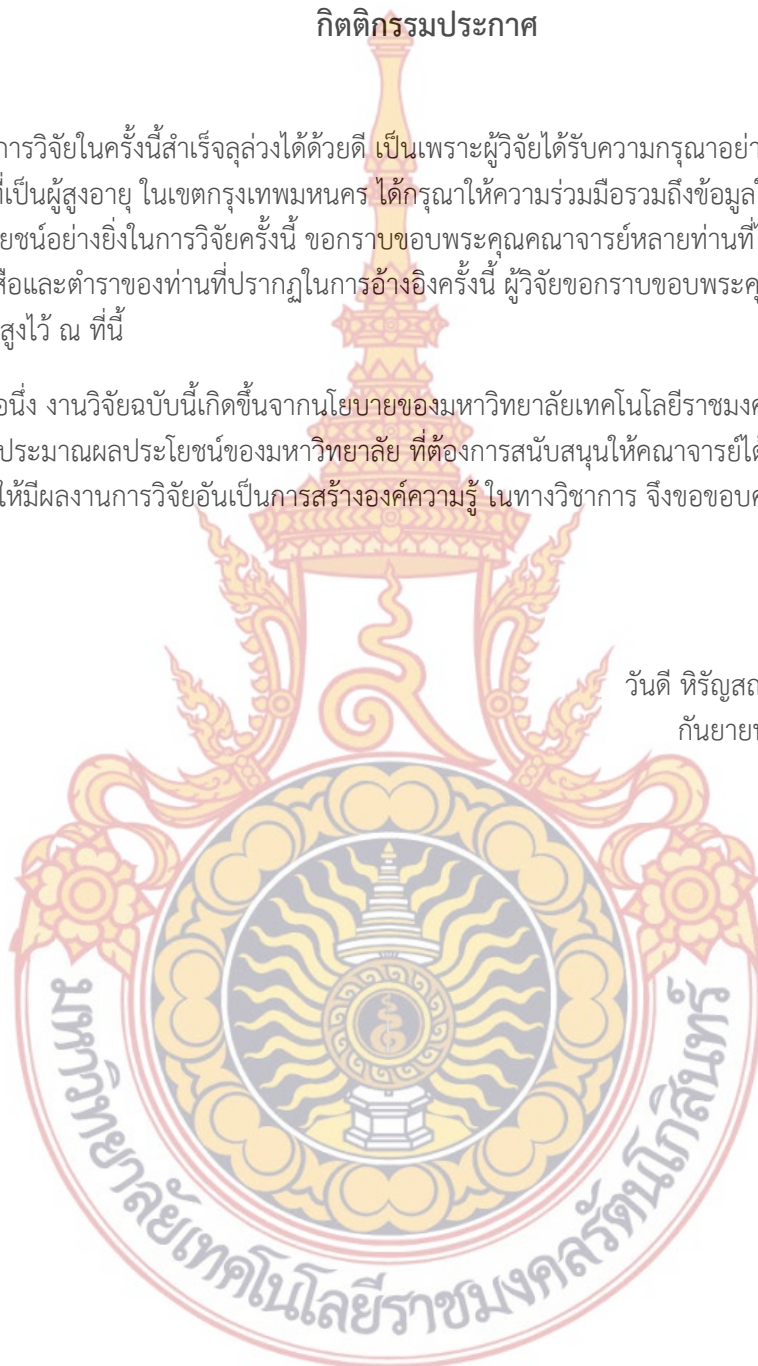 กิตติกรรมประกาศ
การวิจัยในครั้งนี้สำเร็จลุล่วงได้ด้วยดี เป็นเพราะผู้วิจัยได้รับความกรุณาอย่า
ที่เป็นผู้สูงอายุ ในเขตกรุงเทพมหนคร ได้กรุณาให้ความร่วมมือรวมถึงข้อมูล
ยชน์อย่างยิ่งในการวิจัยครั้งนี้ ขอกราบขอบพระคุณคณาจารย์หลายท่านที่
สือและตำราของท่านที่ปรากฏในการอ้างอิงครั้งนี้ ผู้วิจัยขอกราบขอบพระคุ
สูงไว้ ณ ที่นี้
อนึ่ง งานวิจัยฉบับนี้เกิดขึ้นจากนโยบายของมหาวิทยาลัยเทคโนโลยีราชมงค
ประมาณผลประโยชน์ของมหาวิทยาลัย ที่ต้องการสนับสนุนให้คณาจารย์ได้
ให้มีผลงานการวิจัยอันเป็นการสร้างองค์ความรู้ ในทางวิชาการ จึงขอขอบค
วันดี หิรัญสถ
กันยาย
มหาวิทยาลัยเทคโนโลยีราชมงคลรัตนโกสินทร์